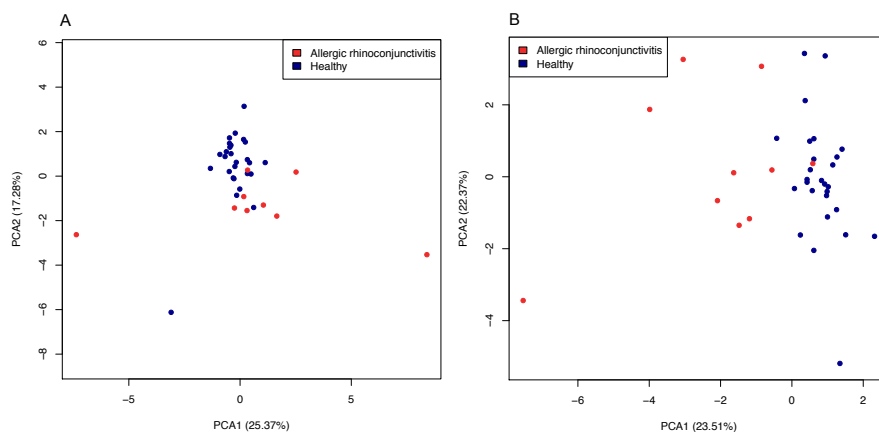 A
Allergic rhinoconjunctivitis
Healthy
6
4
2
0
−2
−4
−6
−8
PCA2 (17.28%)
−5
0
5
PCA1 (25.37%)
B
Allergic rhinoconjunctivitis
Healthy
2
0
−2
−4
PCA2 (22.37%)
−6
−4
−2
0
2
PCA1 (23.51%)